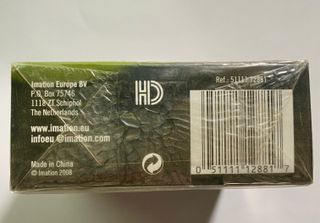 Imation Europe BV
P.O. Box 75746
1118 ZT Schiphol
The Netherlands
www.imation.eu
infoeu@imation.com
Made in China
© Imation 2008
HD
Ref.: 51111 12881
0 51111 12881 7